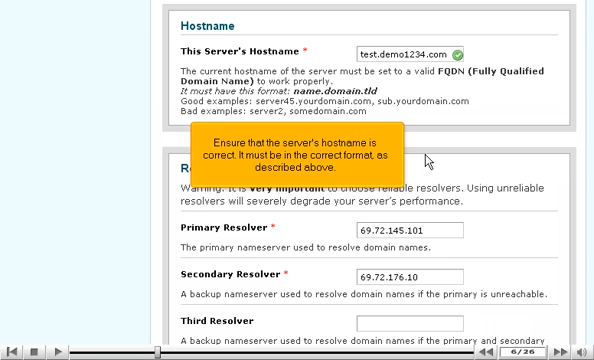 Hostname
This Server's Hostname * test.demo1234.com
The current hostname of the server must be set to a valid FQDN (Fully Qualified
Domain Name) to work properly.
It must have this format: name.domain.tld
Good examples: server45.yourdomain.com, sub.yourdomain.com
Bad examples: server2, somedomain.com
Ensure that the server's hostname is
correct. It must be in the correct format, as
described above.
Warning: It is very important to choose reliable resolvers. Using unreliable
resolvers will severely degrade your server's performance.
Primary Resolver * 69.72.145.101
The primary nameserver used to resolve domain names.
Secondary Resolver * 69.72.176.10
A backup nameserver used to resolve domain names if the primary is unreachable.
Third Resolver
A backup nameserver used to resolve domain names if the primary and secondary
6/26